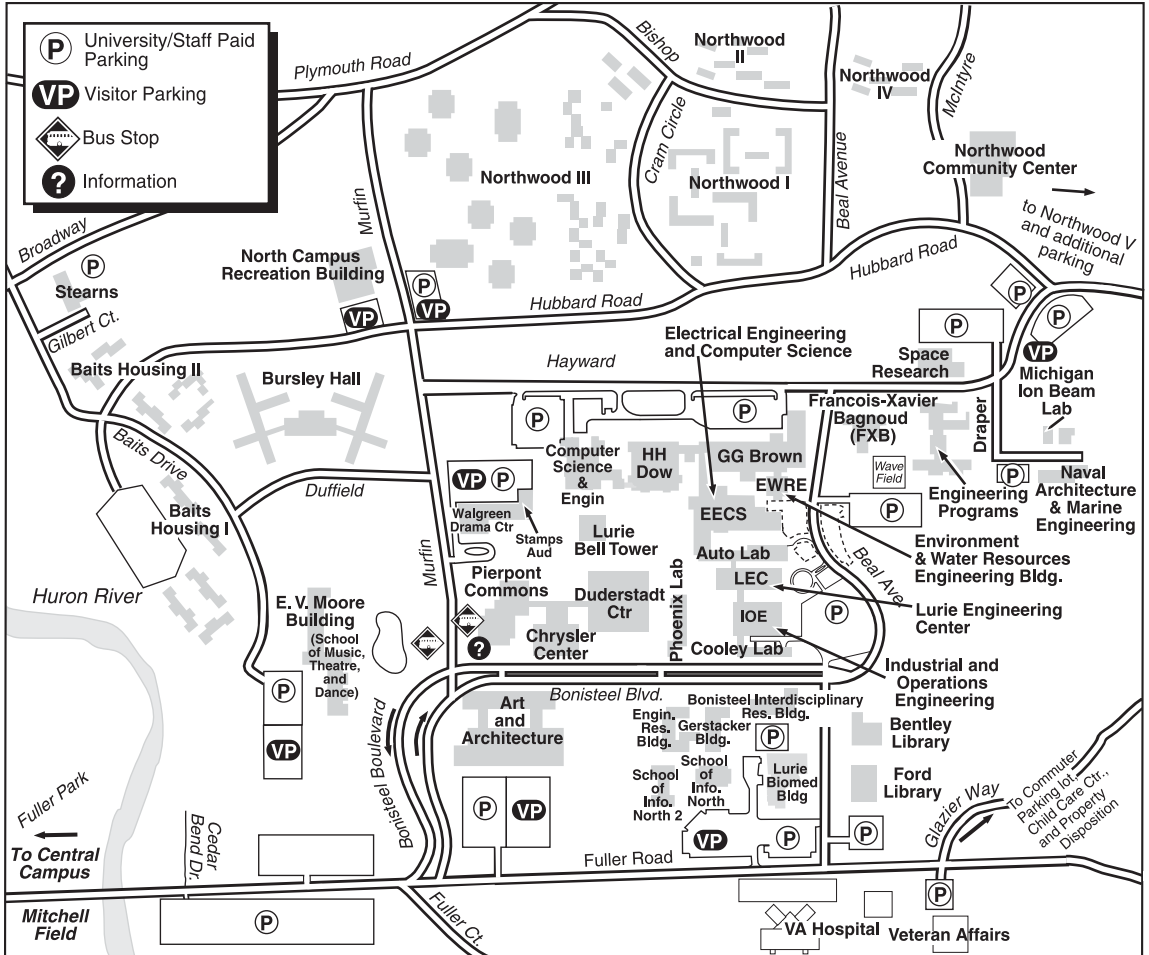 P
University/Staff Paid
Parking
VP
Visitor Parking
Bus Stop
?
Information
Plymouth Road
Bishop
Northwood
II
Northwood
IV
McIntyre
Cram Circle
Northwood III
Northwood I
Beal Avenue
Northwood
Community Center
to Northwood V
and additional
parking
Murfin
Broadway
P
Stearns
Gilbert Ct.
North Campus
Recreation Building
VP
P
VP
Hubbard Road
Hubbard Road
P
P
P
VP
Michigan
Ion Beam
Lab
Electrical Engineering
and Computer Science
Hayward
Space
Research
Baits Housing II
Bursley Hall
Francois-Xavier
Bagnoud
(FXB)
Draper
P
P
Computer
Science
&
Engin
HH
Dow
GG Brown
Wave
Field
Engineering
Programs
P
Naval
Architecture
& Marine
Engineering
Baits Drive
Duffield
VP
P
Walgreen
Drama Ctr
Stamps
Aud
EWRE
P
Baits
Housing I
Lurie
Bell Tower
EECS
Environment
& Water Resources
Engineering Bldg.
Murfin
Auto Lab
Beal Ave.
Huron River
E. V. Moore
Building
(School
of Music,
Theatre,
and
Dance)
Pierpont
Commons
Duderstadt
Ctr
Phoenix Lab
LEC
P
Lurie Engineering
Center
IOE
?
Chrysler
Center
Cooley Lab
Industrial and
Operations
Engineering
P
VP
Bonisteel Blvd.
Bonisteel Boulevard
Art
and
Architecture
Bonisteel Interdisciplinary
Res. Bldg.
Engin.
Res.
Bldg.
Gerstacker
Bldg.
P
Bentley
Library
School
of
Info.
North 2
School
of
Info.
North
Lurie
Biomed
Bldg
Ford
Library
P
VP
VP
P
P
Glazier Way
To Commuter
Parking lot,
Child Care Ctr.,
and Property
Disposition
Fuller Park
To Central
Campus
Cedar
Bend Dr.
Fuller Road
Mitchell
Field
P
Fuller Ct.
P
VA Hospital
Veteran Affairs